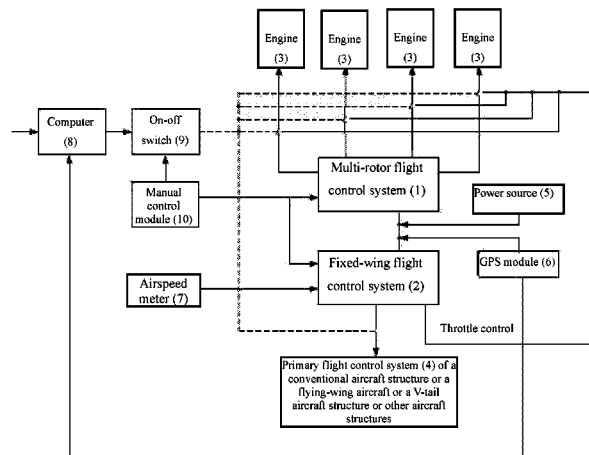 Engine
(3)
Engine
(3)
Engine
(3)
Engine
(3)
Computer
(8)
On-off
switch (9)
Manual
control
module (10)
Multi-rotor flight
control system (1)
Power source (5)
Fixed-wing flight
control system (2)
GPS module (6)
Airspeed
meter (7)
Throttle control
Primary flight control system (4) of a
conventional aircraft structure or a
flying-wing aircraft or a V-tail
aircraft structure or other aircraft
structures